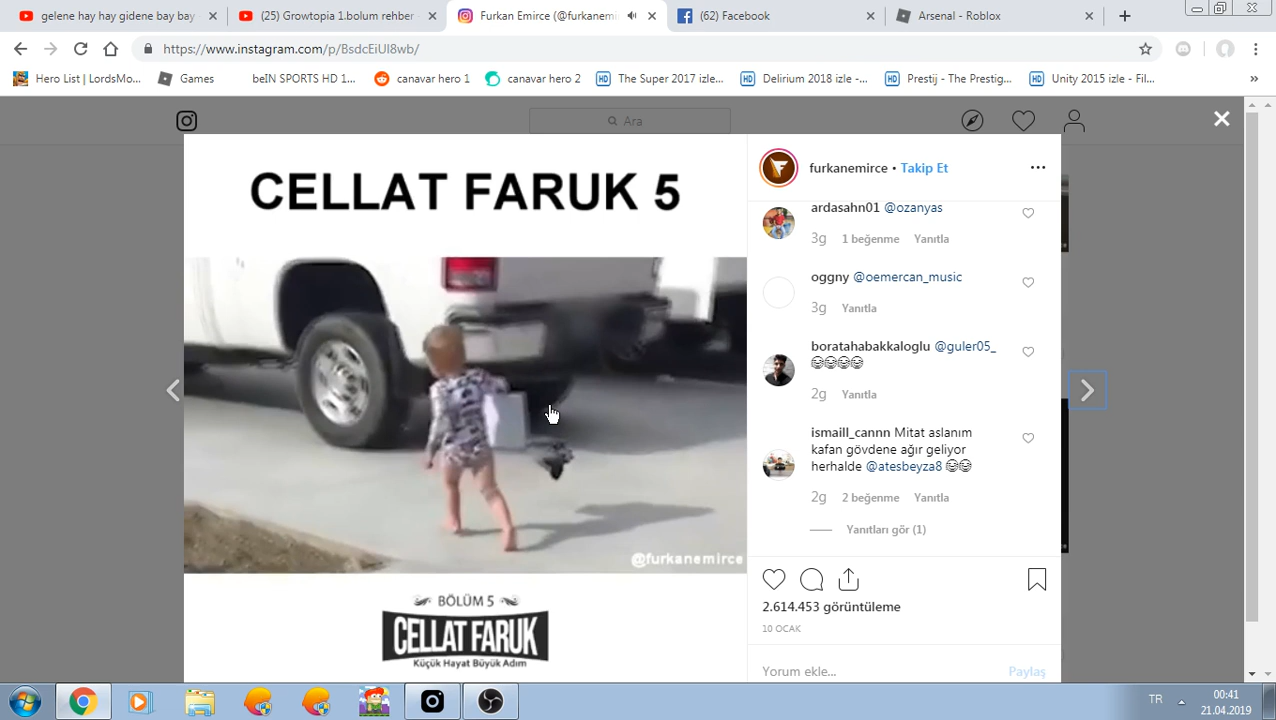 gelene hay hay gidene bay bay
(25) Growtopia 1.bolum rehber
Furkan Emirce (@furkanemir
(62) Facebook
Arsenal - Roblox
https://www.instagram.com/p/BsdcEiUl8wb/
Hero List | LordsMo...
Games
beIN SPORTS HD 1...
canavar hero 1
canavar hero 2
The Super 2017 izle...
Delirium 2018 izle -...
Prestij - The Prestig...
Unity 2015 izle - Fil...
Ara
CELLAT FARUK 5
@furkanemirce
BÖLÜM 5
CELLAT FARUK
Küçük Hayat Büyük Adım
furkanemirce • Takip Et
ardasahn01 @ozanyas
3g 1 beğenme Yanıtla
oggny @oemercan_music
3g Yanıtla
boratahabakkaloglu @guler05_
2g Yanıtla
ismaill_cannn Mitat aslanım
kafan gövdene ağır geliyor
herhalde @atesbeyza8
2g 2 beğenme Yanıtla
Yanıtları gör (1)
2.614.453 görüntüleme
10 OCAK
Yorum ekle... Paylaş
TR
00:41
21.04.2019